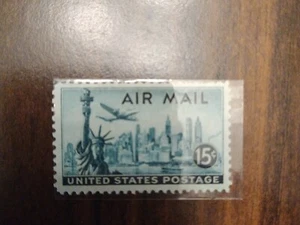 AIR MAIL
15¢
UNITED STATES POSTAGE